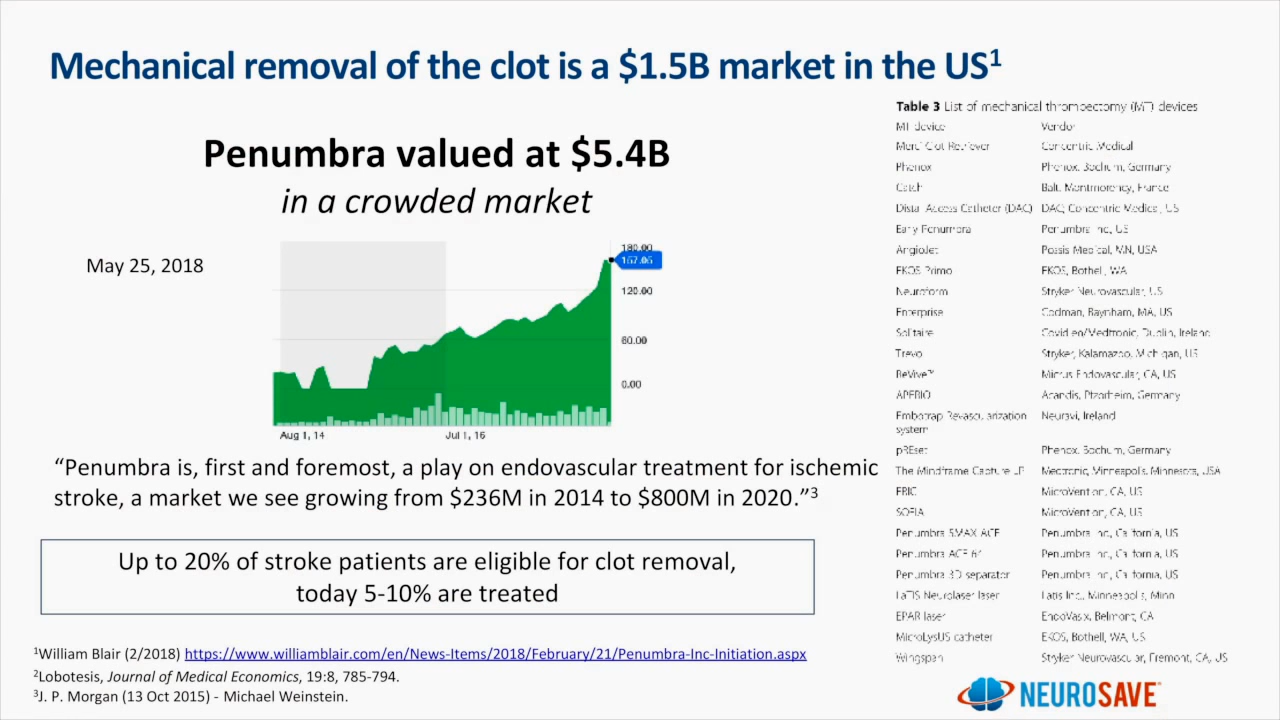 Mechanical removal of the clot is a $1.5B market in the US1
Penumbra valued at $5.4B
in a crowded market
May 25, 2018
180.00
167.06
120.00
60.00
0.00
Aug 1, 14
Jul 1, 16
“Penumbra is, first and foremost, a play on endovascular treatment for ischemic
stroke, a market we see growing from $236M in 2014 to $800M in 2020.”3
Up to 20% of stroke patients are eligible for clot removal,
today 5-10% are treated
1William Blair (2/2018) https://www.williamblair.com/en/News-Items/2018/February/21/Penumbra-Inc-Initiation.aspx
2Lobotesis, Journal of Medical Economics, 19:8, 785-794.
3J. P. Morgan (13 Oct 2015) - Michael Weinstein.
Table 3 List of mechanical thrombectomy (MT) devices
MT device Vendor
Merci Clot Retriever Concentric Medical
Phenox Phenox, Bochum, Germany
Catch Balt, Montmorency, France
Distal Access Catheter (DAC) DAC; Concentric Medical, US
Early Penumbra Penumbra Inc, US
AngioJet Possis Medical, MN, USA
EKOS Primo EKOS, Bothell, WA
Neuroform Stryker Neurovascular, US
Enterprise Codman, Raynham, MA, US
Solitaire Covidien/Medtronic, Dublin, Ireland
Trevo Stryker, Kalamazoo, Michigan, US
ReVive™ Micrus Endovascular, CA, US
APERIO Acandis, Pforzheim, Germany
Embotrap Revascularization Neuravi, Ireland
system
pREset Phenox, Bochum, Germany
The Mindframe Capture LP Medtronic, Minneapolis, Minnesota, USA
ERIC MicroVention, CA, US
SOFIA MicroVention, CA, US
Penumbra 5MAX ACE Penumbra Inc, California, US
Penumbra ACE Penumbra Inc, California, US
Penumbra 3D separator Penumbra Inc, California, US
LaTIS Neurolaser laser Latis Inc, Minneapolis, Minn
EPAR laser EndoVasix, Belmont, CA
MicroLysUS catheter EKOS, Bothell, WA, US
Wingspan Stryker Neurovascular, Fremont, CA, US
NEUROSAVE